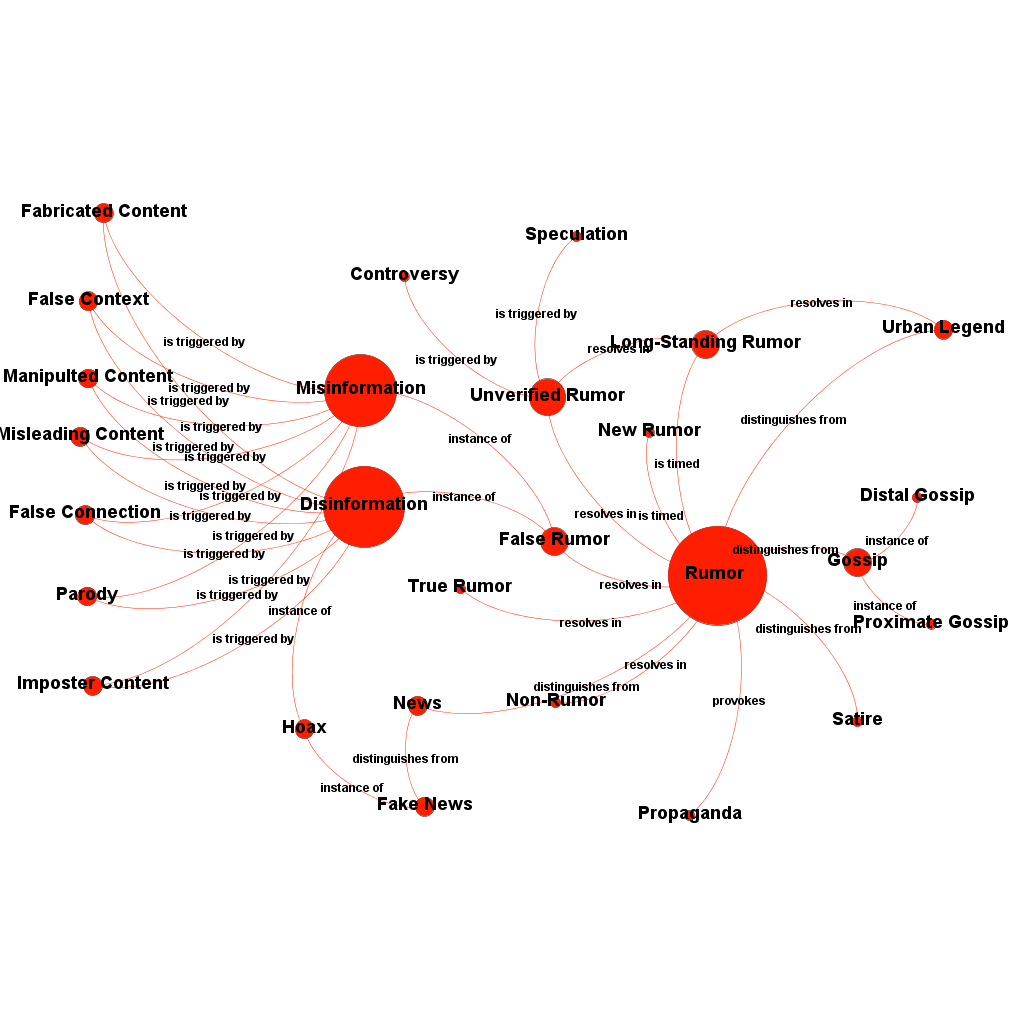 Fabricated Content
Speculation
Controversy
False Context
resolves in
is triggered by
Urban Legend
is triggered by
Long-Standing Rumor
resolves in
is triggered by
Manipulted Content
Misinformation
is triggered by
Unverified Rumor
is triggered by
distinguishes from
is triggered by
New Rumor
Misleading Content
instance of
is triggered by
is triggered by
is timed
is triggered by
Distal Gossip
is triggered by
instance of
Disinformation
False Connection
is triggered by
resolves in
is timed
is triggered by
False Rumor
instance of
is triggered by
distinguishes from
Gossip
Rumor
is triggered by
True Rumor
resolves in
Parody
is triggered by
instance of
instance of
Proximate Gossip
resolves in
distinguishes from
is triggered by
resolves in
Imposter Content
distinguishes from
News
Non-Rumor
provokes
Satire
Hoax
distinguishes from
instance of
Fake News
Propaganda